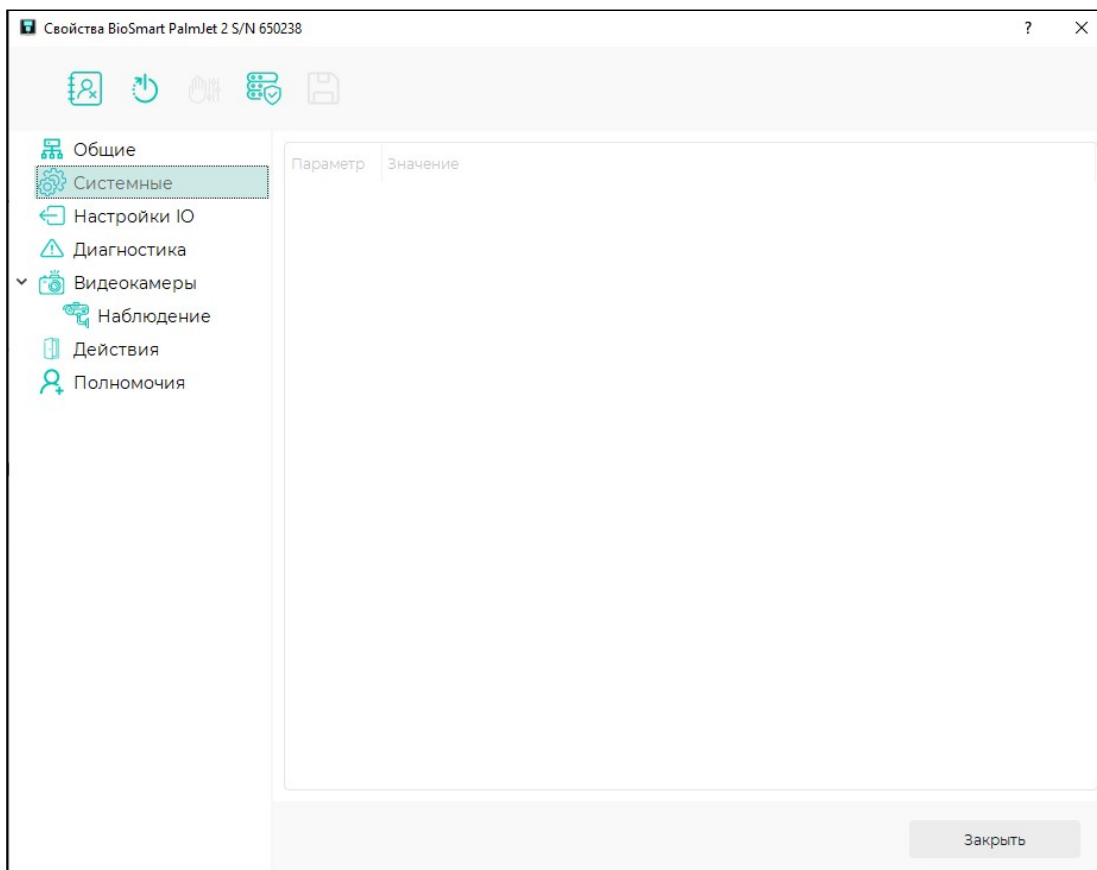 Свойства BioSmart PalmJet 2 S/N 650238
Общие
Системные
Настройки IO
Диагностика
Видеокамеры
Наблюдение
Действия
Полномочия
Параметр Значение
Закрыть